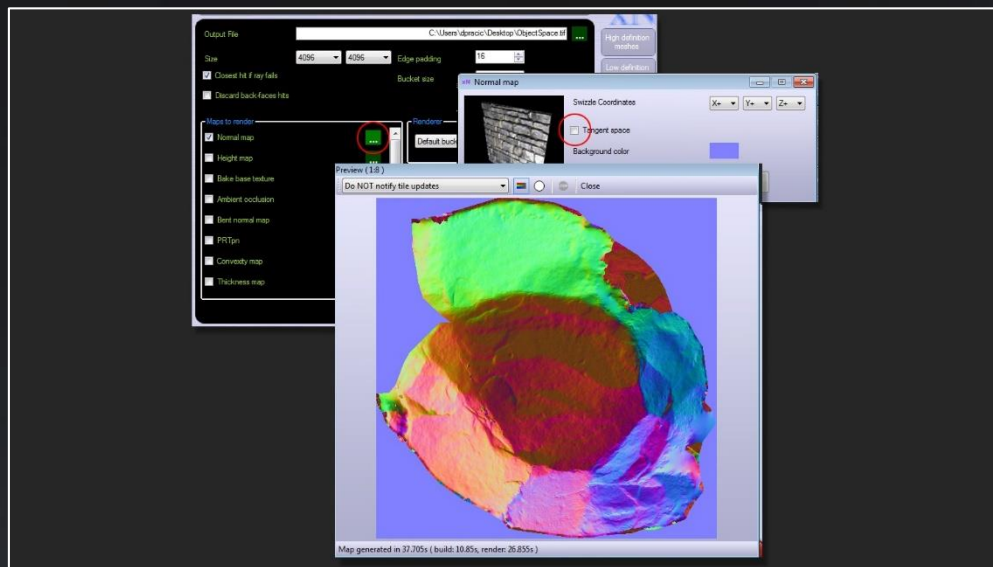 Output File
C:\Users\dpracic\Desktop\ObjectSpace.tif
...
High definition meshes
Low definition
Size
4096
4096
Edge padding
16
Closest hit if ray fails
Bucket size
Discard back-faces hits
Maps to render
Renderer
Normal map
...
Default buck
Height map
...
Bake base texture
Ambient occlusion
Bent normal map
PRTpn
Convexity map
Thickness map
Normal map
Swizzle Coordinates
X+
Y+
Z+
Tangent space
Background color
Preview ( 1:8 )
Do NOT notify tile updates
Close
Map generated in 37.705s ( build: 10.85s, render: 26.855s )